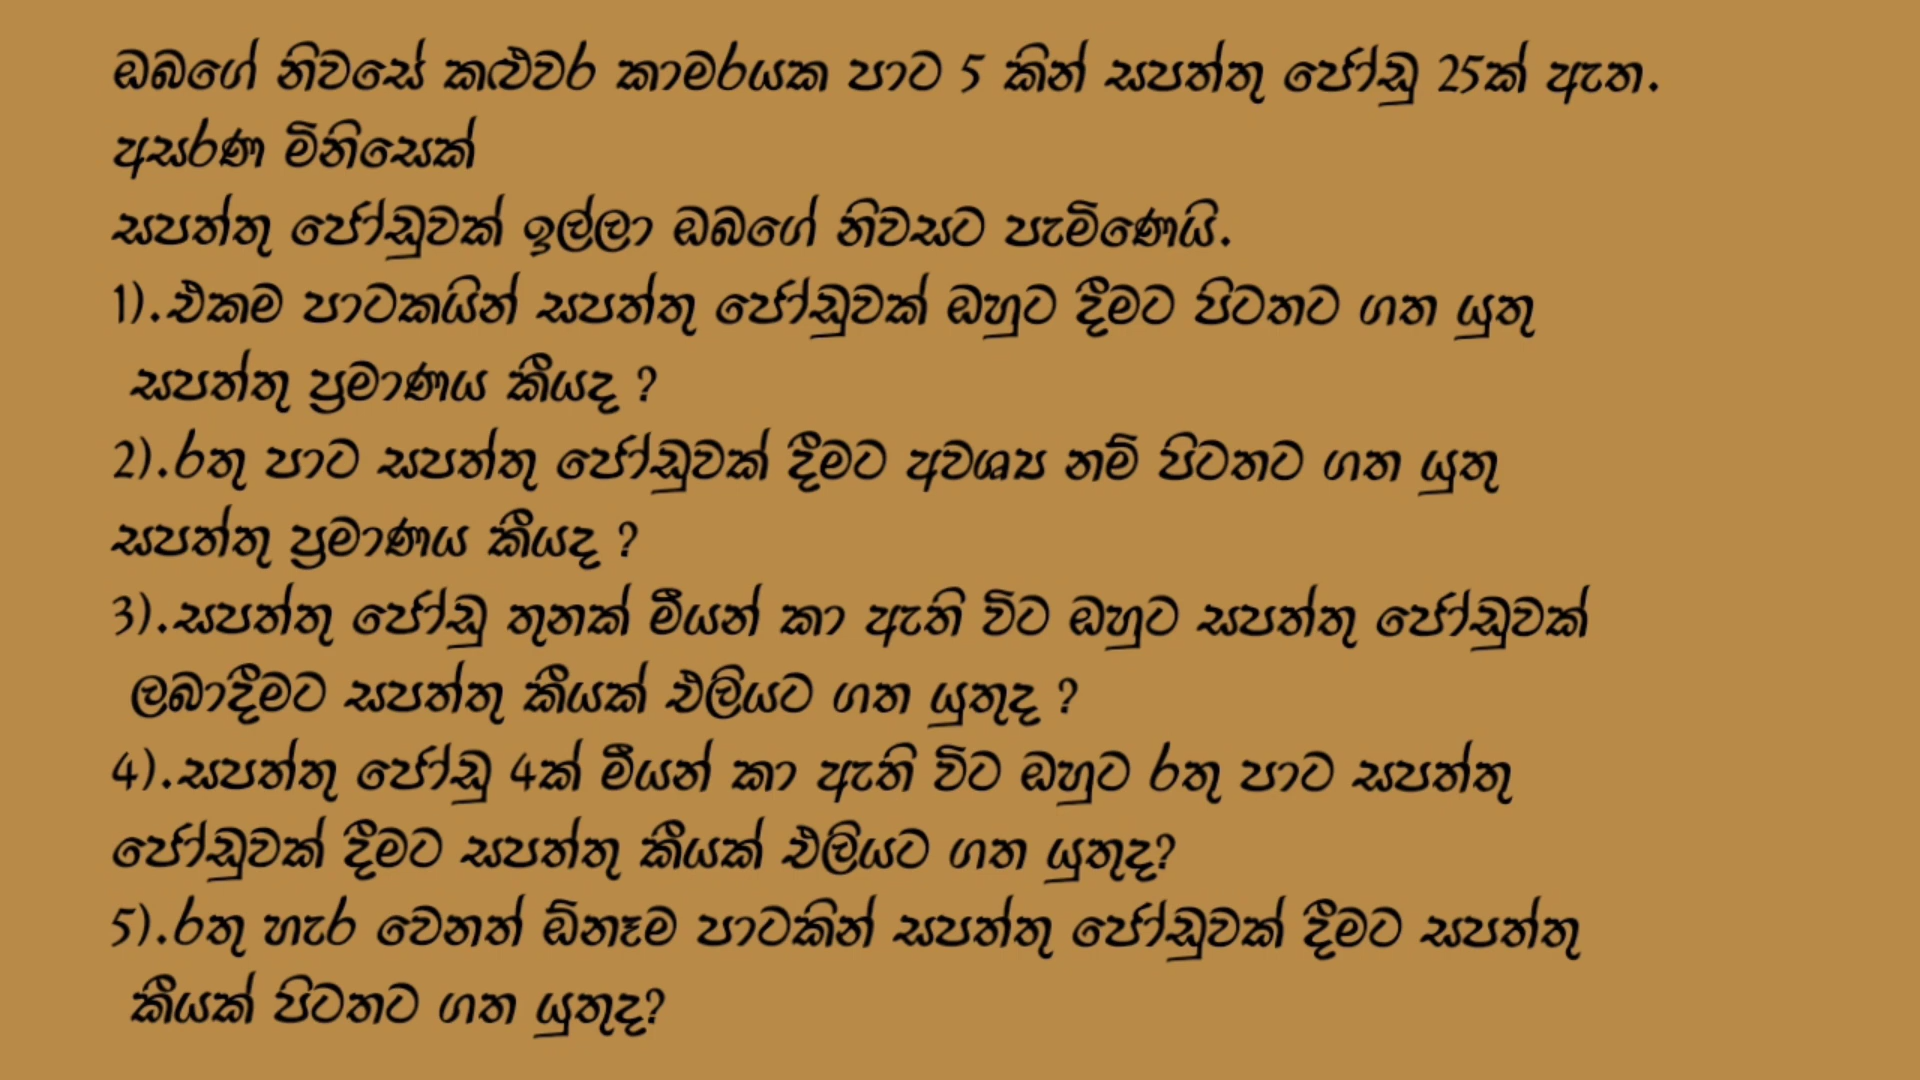 ඔබගේ නිවසේ කළුවර කාමරයක පාට 5 කින් සපත්තු ජෝඩු 25ක් ඇත.
අසරණ මිනිසෙක්
සපත්තු ජෝඩුවක් ඉල්ලා ඔබගේ නිවසට පැමිණෙයි.
1).එකම පාටකයින් සපත්තු ජෝඩුවක් ඔහුට දීමට පිටතට ගත යුතු
සපත්තු ප්‍රමාණය කීයද ?
2).රතු පාට සපත්තු ජෝඩුවක් දීමට අවශ්‍ය නම් පිටතට ගත යුතු
සපත්තු ප්‍රමාණය කීයද ?
3).සපත්තු ජෝඩු තුනක් මීයන් කා ඇති විට ඔහුට සපත්තු ජෝඩුවක්
ලබාදීමට සපත්තු කීයක් එලියට ගත යුතුද ?
4).සපත්තු ජෝඩු 4ක් මීයන් කා ඇති විට ඔහුට රතු පාට සපත්තු
ජෝඩුවක් දීමට සපත්තු කීයක් එලියට ගත යුතුද?
5).රතු හැර වෙනත් ඕනෑම පාටකින් සපත්තු ජෝඩුවක් දීමට සපත්තු
කීයක් පිටතට ගත යුතුද?